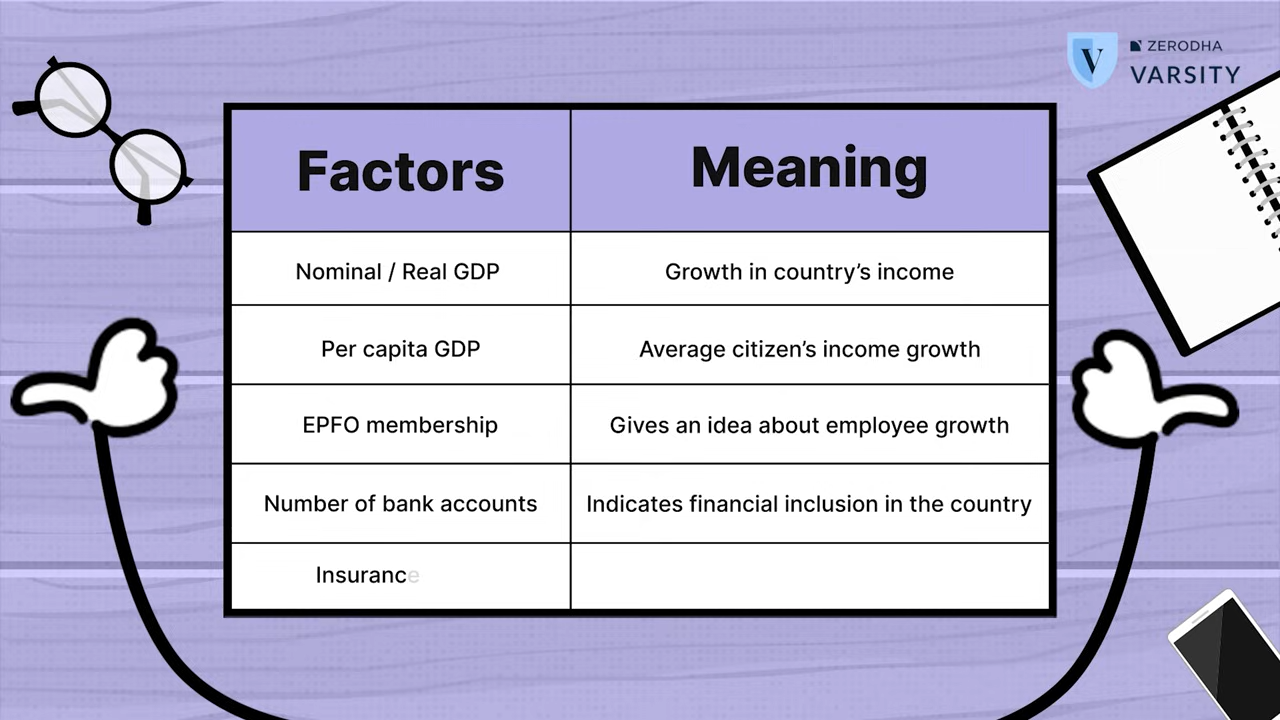 V ZERODHA
VARSITY
Factors Meaning
Nominal / Real GDP Growth in country’s income
Per capita GDP Average citizen’s income growth
EPFO membership Gives an idea about employee growth
Number of bank accounts Indicates financial inclusion in the country
Insurance